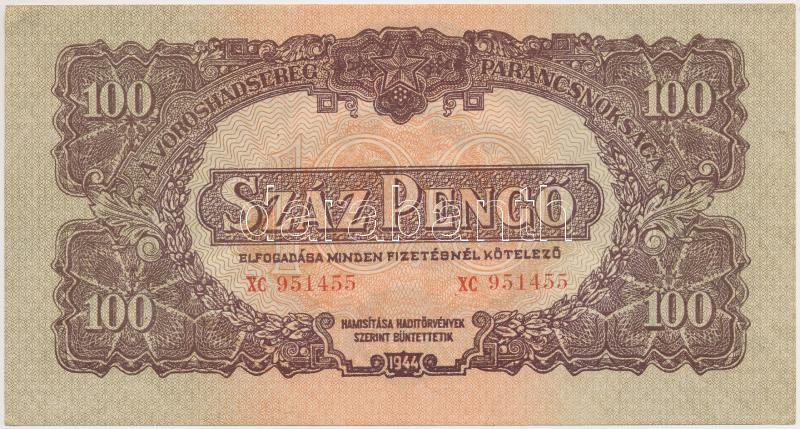 A VÖRÖSHADSEREG PARANCSNOKSÁGA
100 100
SZÁZ PENGŐ
darabanth
ELFOGADÁSA MINDEN FIZETÉSNÉL KÖTELEZŐ
XC 951455 XC 951455
100 100
HAMISÍTÁSA HADITÖRVÉNYEK
SZERINT BÜNTETTETIK
1944